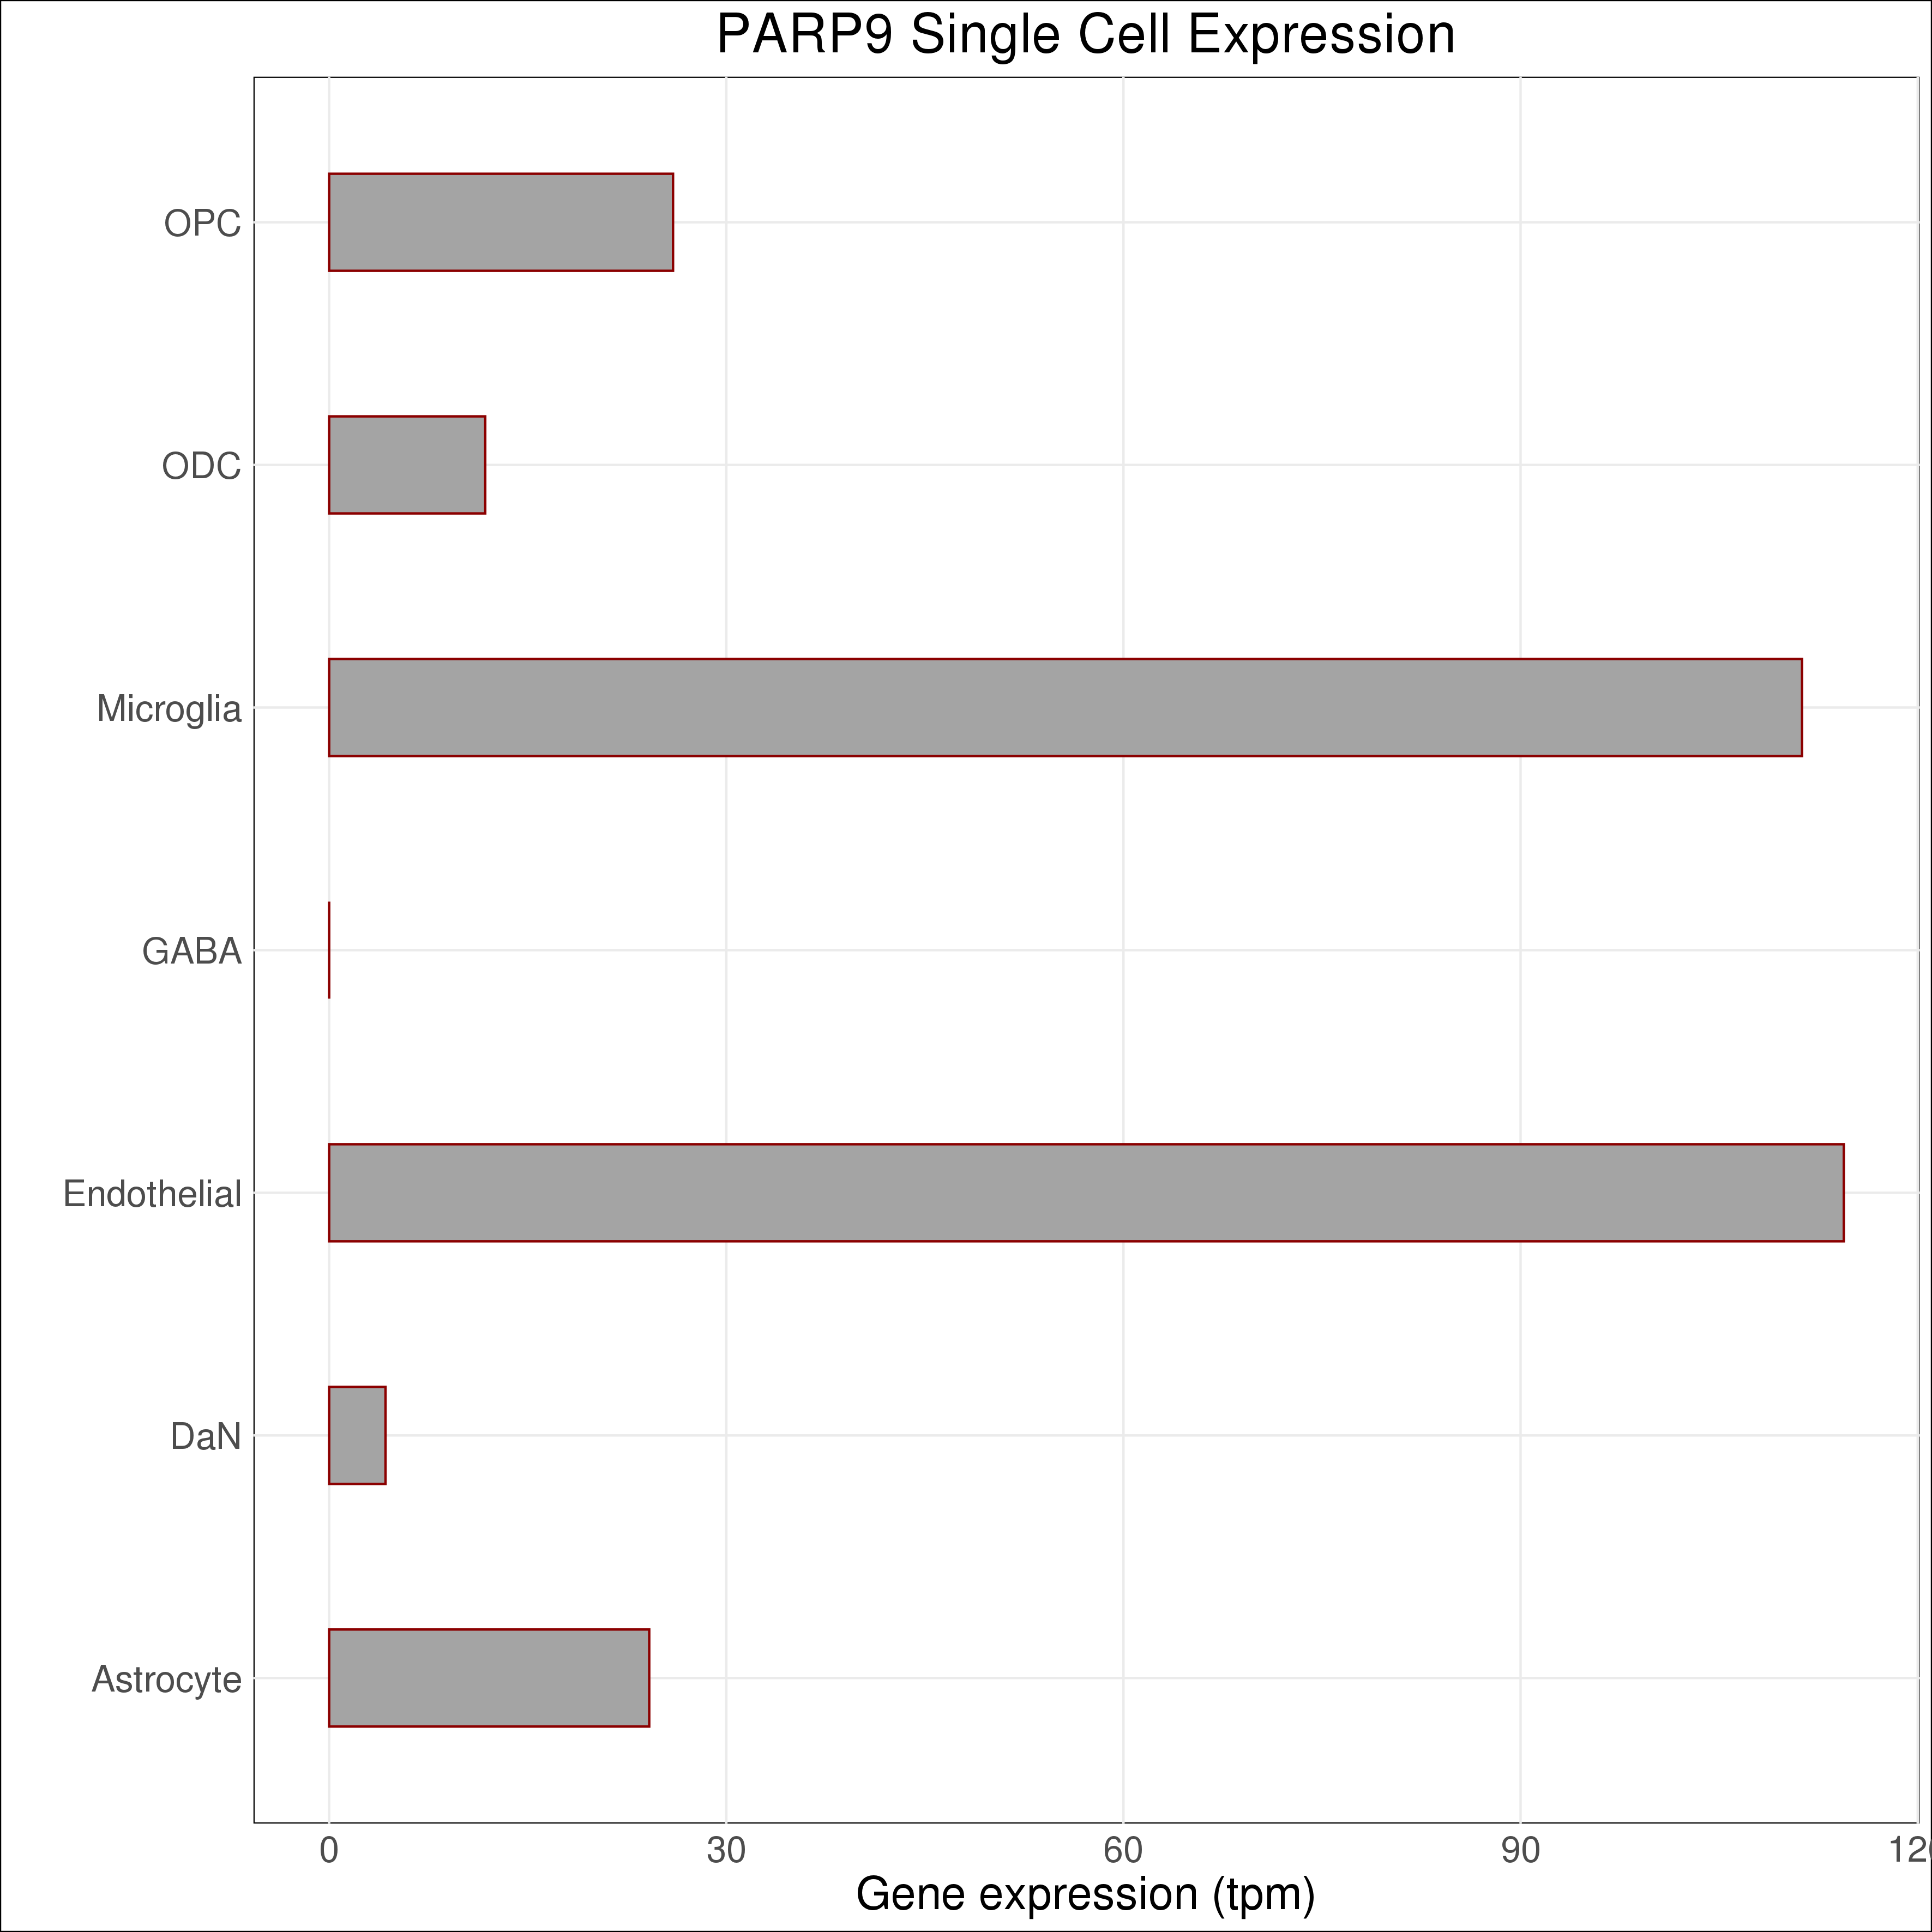 PARP9 Single Cell Expression
OPC
ODC
Microglia
GABA
Endothelial
DaN
Astrocyte
0 30 60 90
Gene expression (tpm)